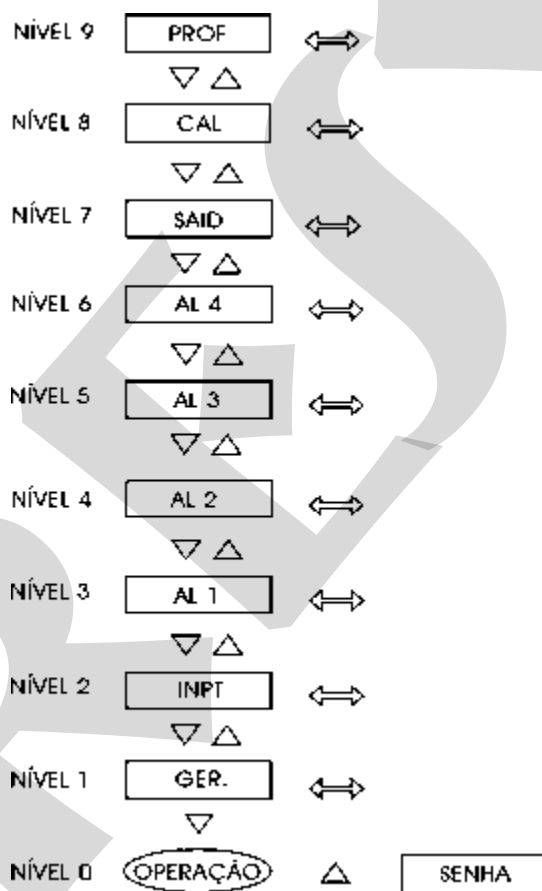 NÍVEL 9 PROF
NÍVEL 8 CAL
NÍVEL 7 SAID
NÍVEL 6 AL 4
NÍVEL 5 AL 3
NÍVEL 4 AL 2
NÍVEL 3 AL 1
NÍVEL 2 INPT
NÍVEL 1 GER.
NÍVEL 0 OPERAÇÃO SENHA